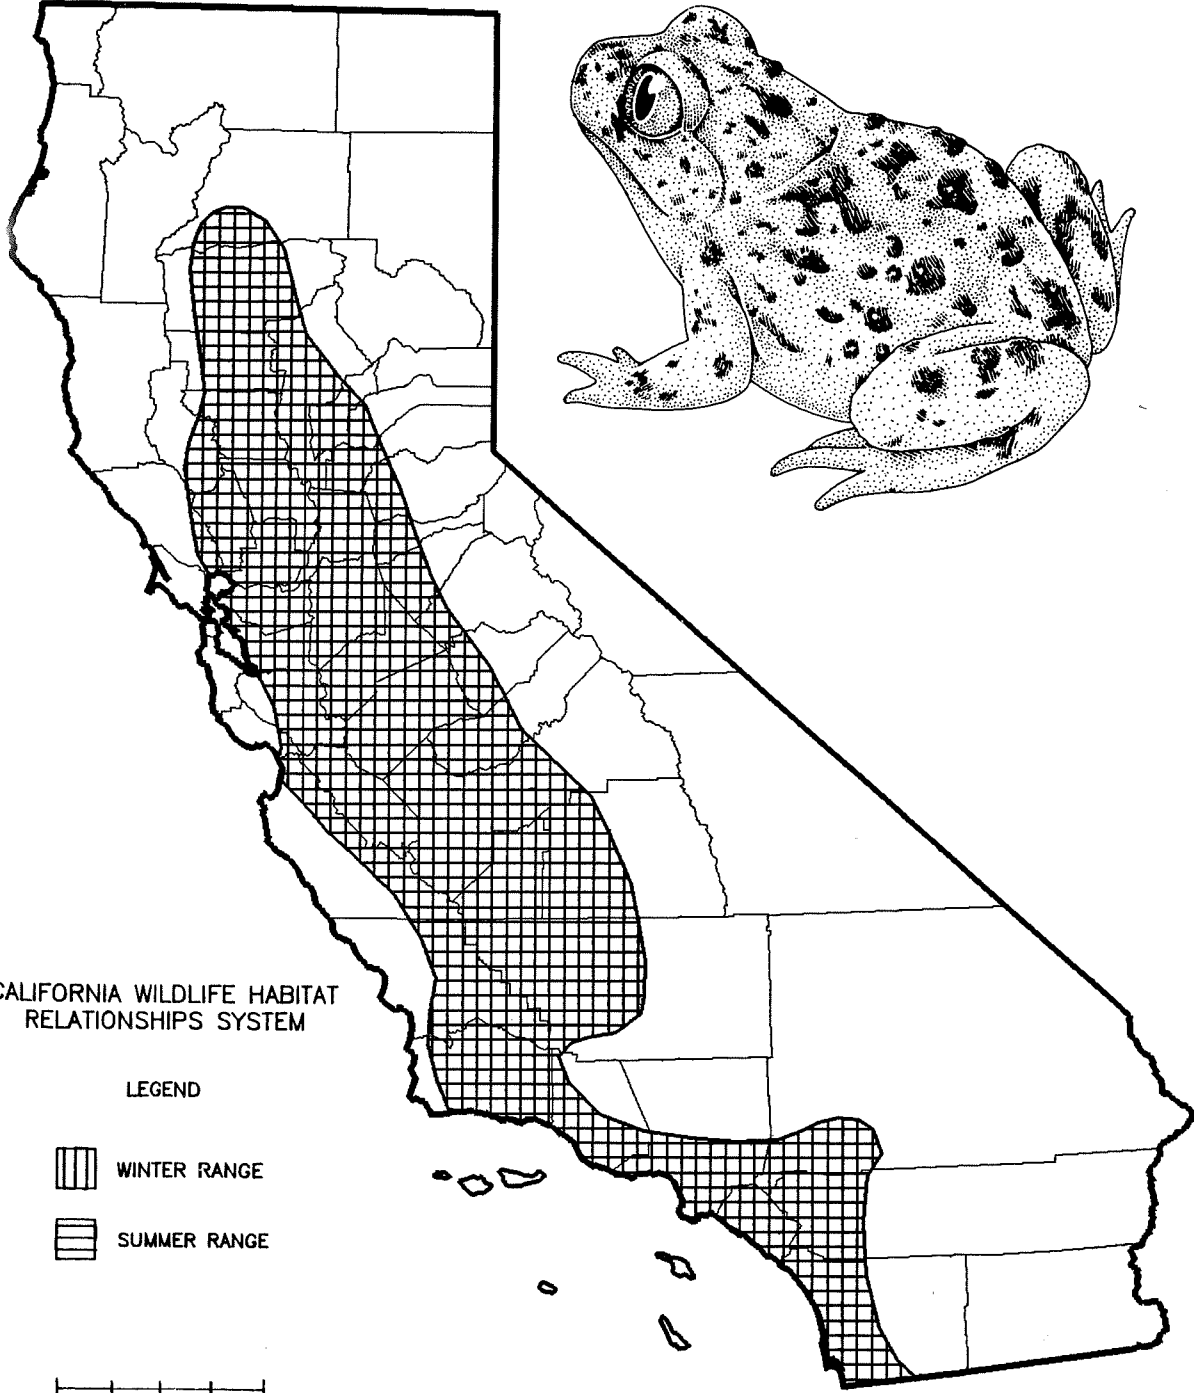 CALIFORNIA WILDLIFE HABITAT
RELATIONSHIPS SYSTEM
LEGEND
WINTER RANGE
SUMMER RANGE